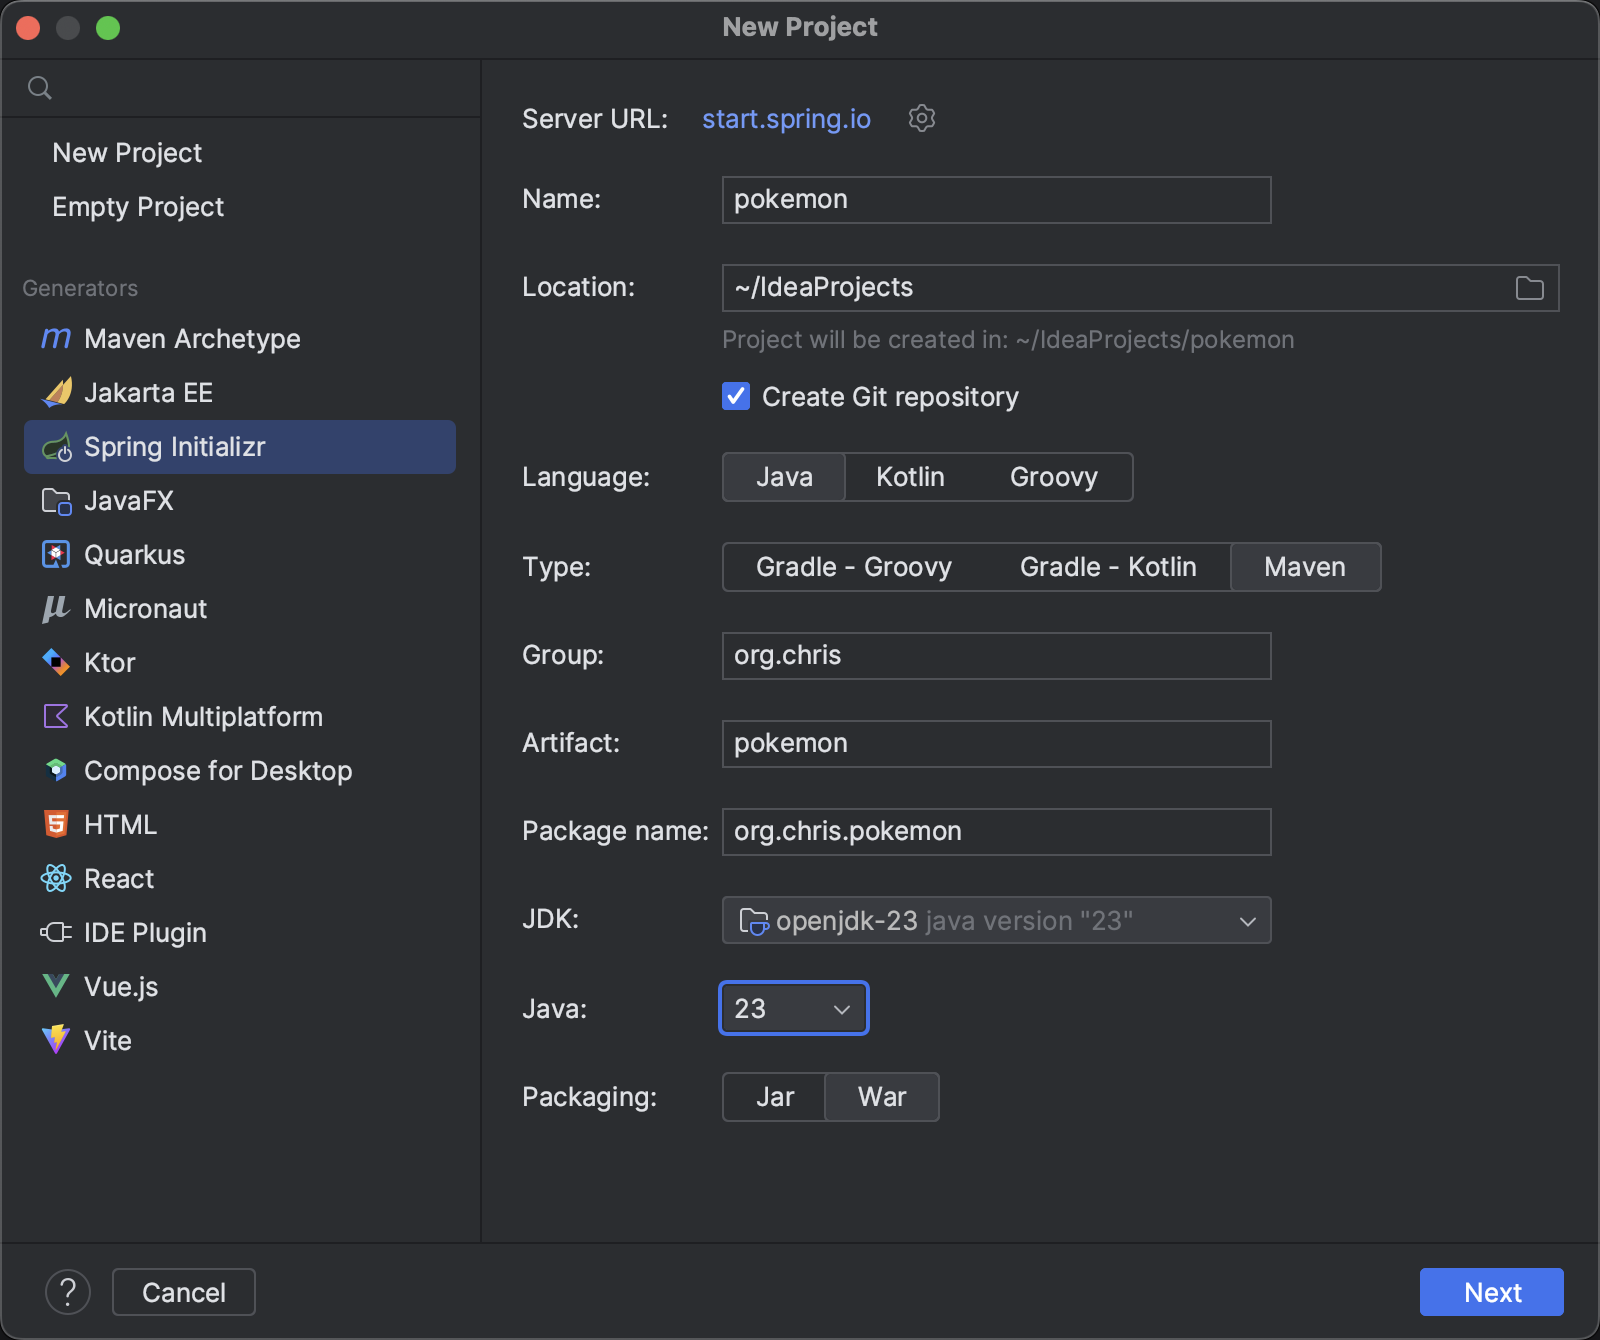 New Project
New Project
Empty Project
Generators
Maven Archetype
Jakarta EE
Spring Initializr
JavaFX
Quarkus
Micronaut
Ktor
Kotlin Multiplatform
Compose for Desktop
HTML
React
IDE Plugin
Vue.js
Vite
Server URL: start.spring.io
Name: pokemon
Location: ~/IdeaProjects
Project will be created in: ~/IdeaProjects/pokemon
Create Git repository
Language: Java Kotlin Groovy
Type: Gradle - Groovy Gradle - Kotlin Maven
Group: org.chris
Artifact: pokemon
Package name: org.chris.pokemon
JDK: openjdk-23 java version "23"
Java: 23
Packaging: Jar War
? Cancel Next